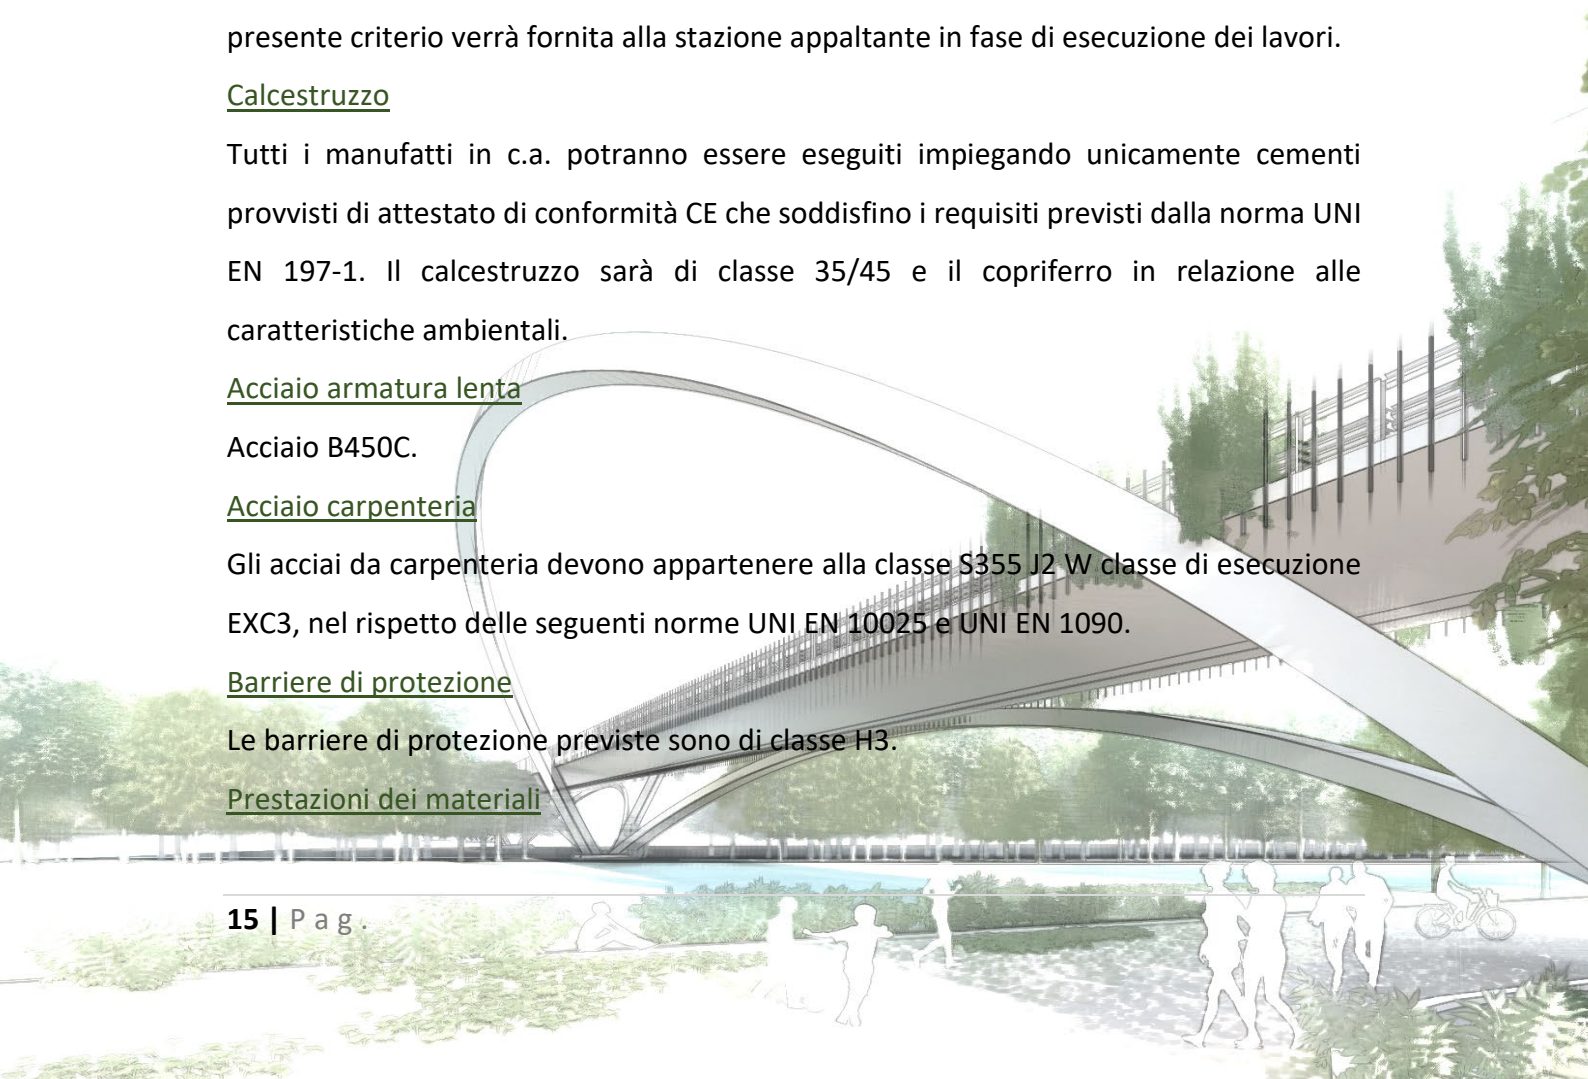 presente criterio verrà fornita alla stazione appaltante in fase di esecuzione dei lavori.
Calcestruzzo
Tutti i manufatti in c.a. potranno essere eseguiti impiegando unicamente cementi
provvisti di attestato di conformità CE che soddisfino i requisiti previsti dalla norma UNI
EN 197-1. Il calcestruzzo sarà di classe 35/45 e il copriferro in relazione alle
caratteristiche ambientali.
Acciaio armatura lenta
Acciaio B450C.
Acciaio carpenteria
Gli acciai da carpenteria devono appartenere alla classe S355 J2 W classe di esecuzione
EXC3, nel rispetto delle seguenti norme UNI EN 10025 e UNI EN 1090.
Barriere di protezione
Le barriere di protezione previste sono di classe H3.
Prestazioni dei materiali
15 | Pag.